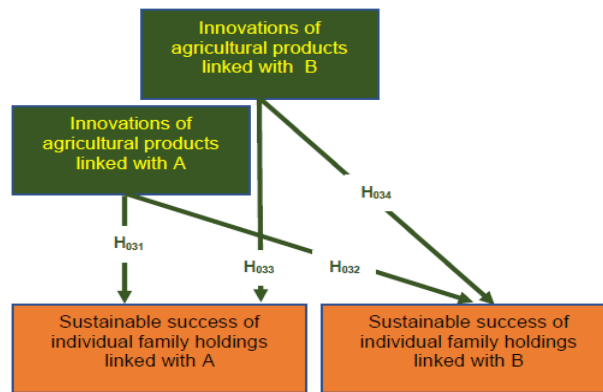 Innovations of
agricultural products
linked with B
Innovations of
agricultural products
linked with A
H034
H031
H033
H032
Sustainable success of
individual family holdings
linked with A
Sustainable success of
individual family holdings
linked with B